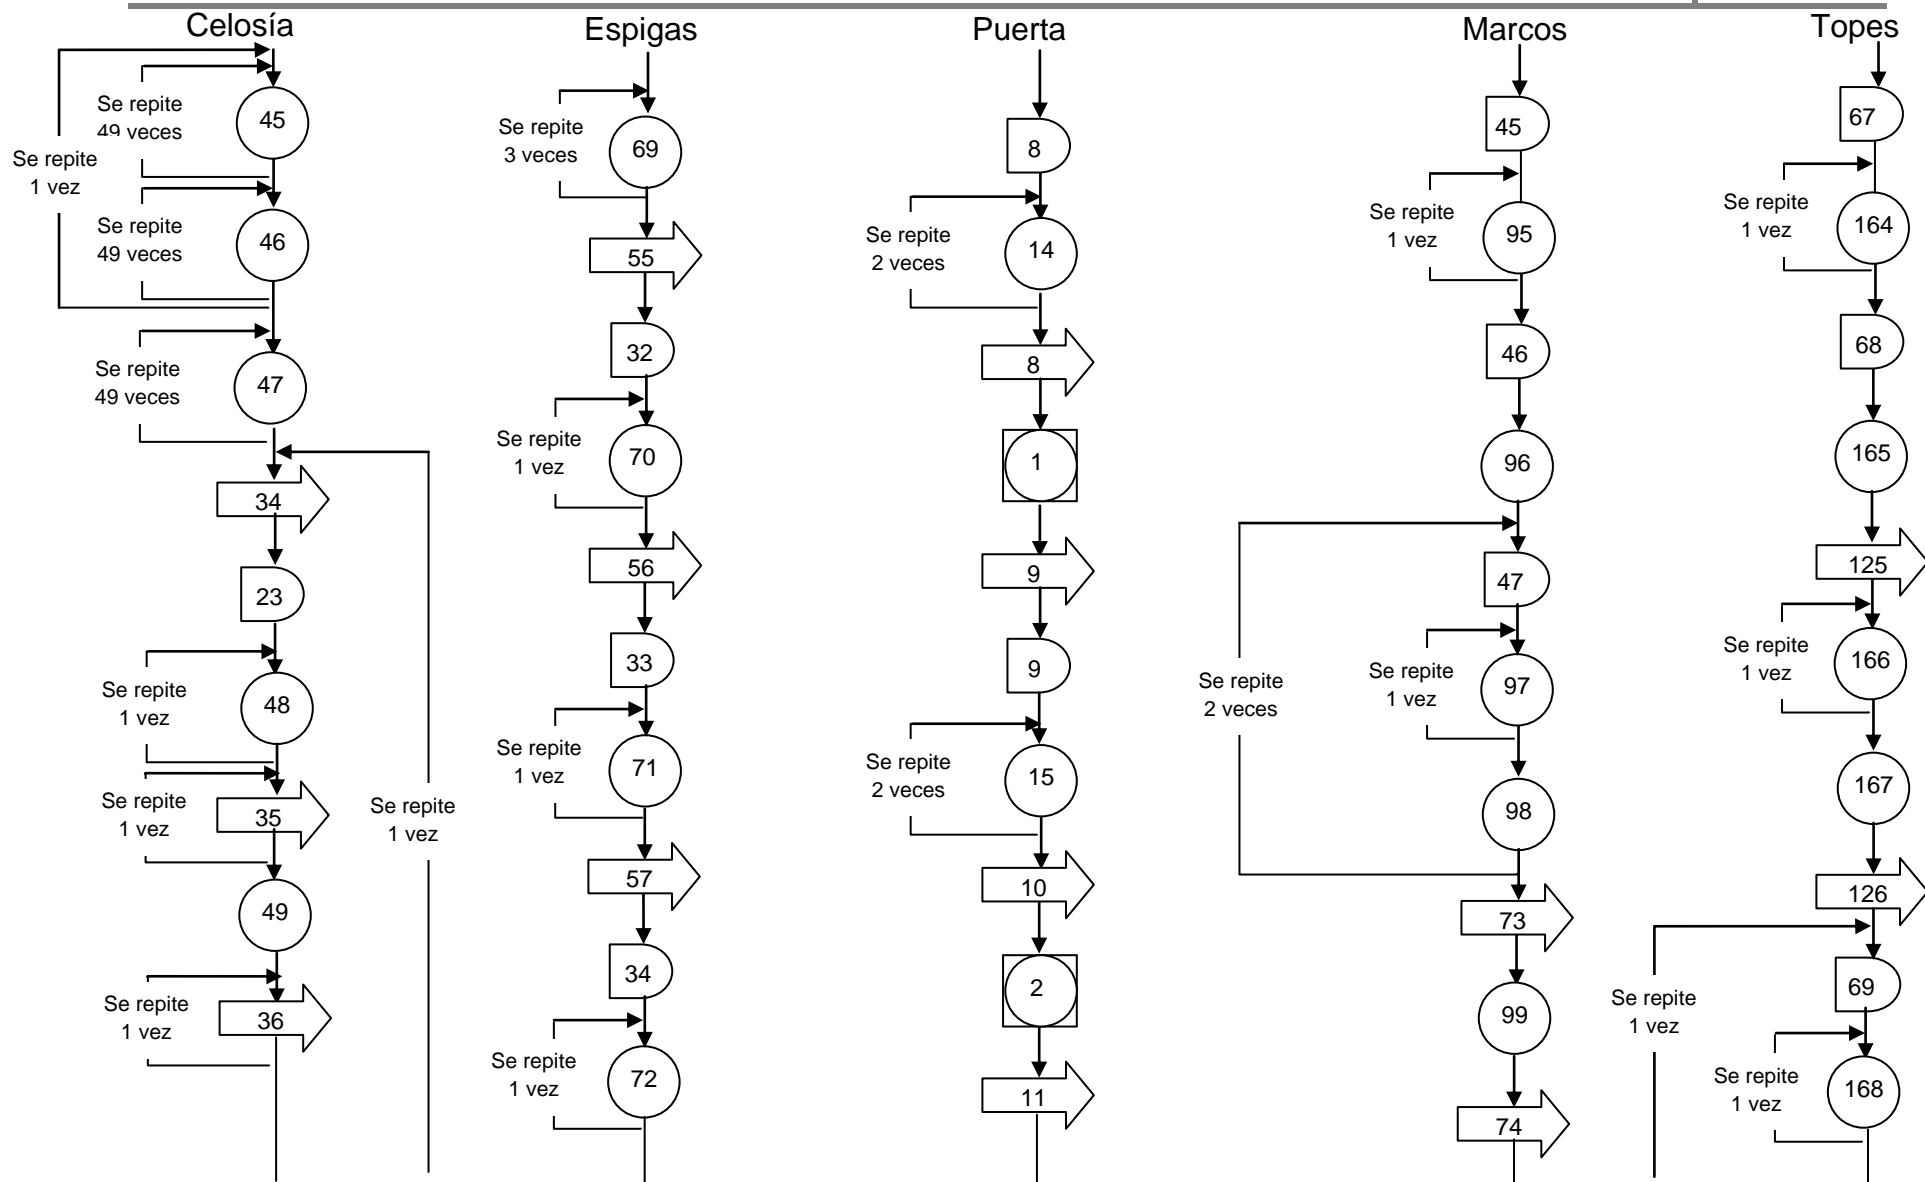 Celosía
Se repite
49 veces
45
Se repite
1 vez
Se repite
49 veces
46
Se repite
49 veces
47
34
23
Se repite
1 vez
48
Se repite
1 vez
35
Se repite
1 vez
49
Se repite
1 vez
36
Espigas
Se repite
3 veces
69
55
32
Se repite
1 vez
70
56
33
Se repite
1 vez
71
57
34
Se repite
1 vez
72
Puerta
8
Se repite
2 veces
14
8
1
9
9
Se repite
2 veces
15
10
2
11
Marcos
45
Se repite
1 vez
95
46
96
47
Se repite
2 veces
Se repite
1 vez
97
98
73
99
74
Topes
67
Se repite
1 vez
164
68
165
125
Se repite
1 vez
166
167
126
69
Se repite
1 vez
Se repite
1 vez
168